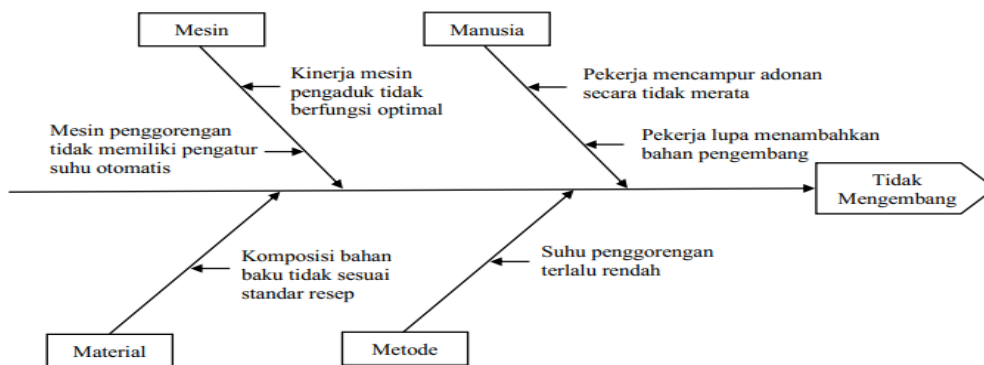 Mesin
Manusia
Kinerja mesin
pengaduk tidak
berfungsi optimal
Pekerja mencampur adonan
secara tidak merata
Mesin penggorengan
tidak memiliki pengatur
suhu otomatis
Pekerja lupa menambahkan
bahan pengembang
Tidak
Mengembang
Komposisi bahan
baku tidak sesuai
standar resep
Suhu penggorengan
terlalu rendah
Material
Metode